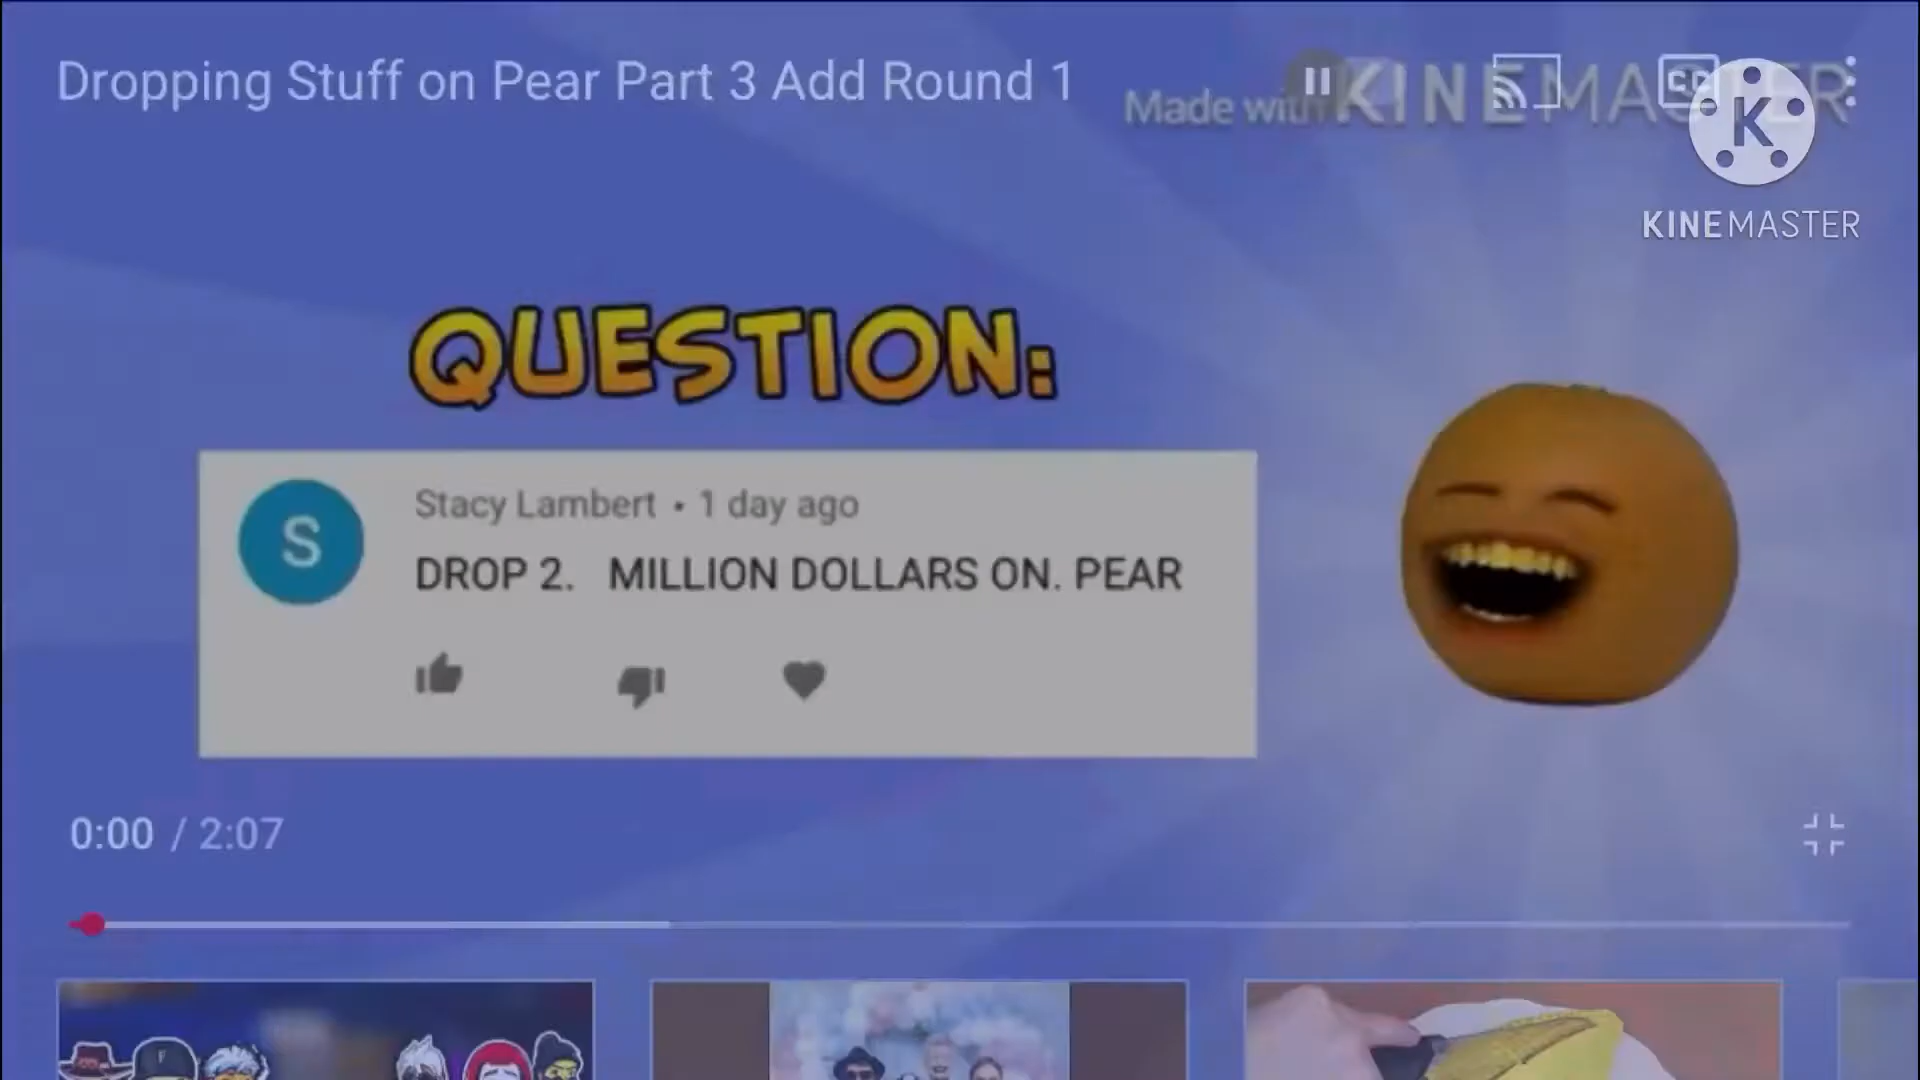 Dropping Stuff on Pear Part 3 Add Round 1
Made with KINEMASTER
K
KINEMASTER
QUESTION:
S
Stacy Lambert • 1 day ago
DROP 2.   MILLION DOLLARS ON. PEAR
0:00 / 2:07
F